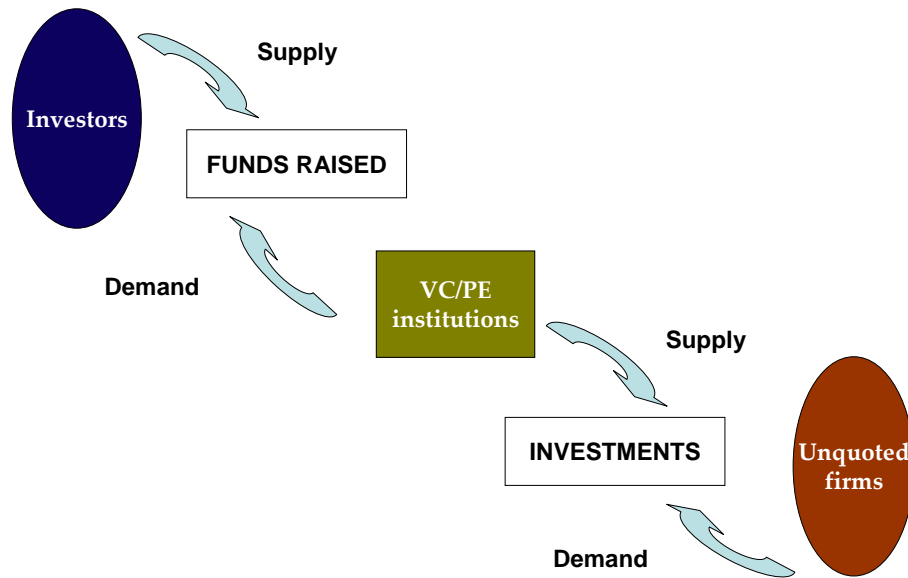 Supply
Investors
FUNDS RAISED
Demand
VC/PE
institutions
Supply
INVESTMENTS
Unquoted
firms
Demand